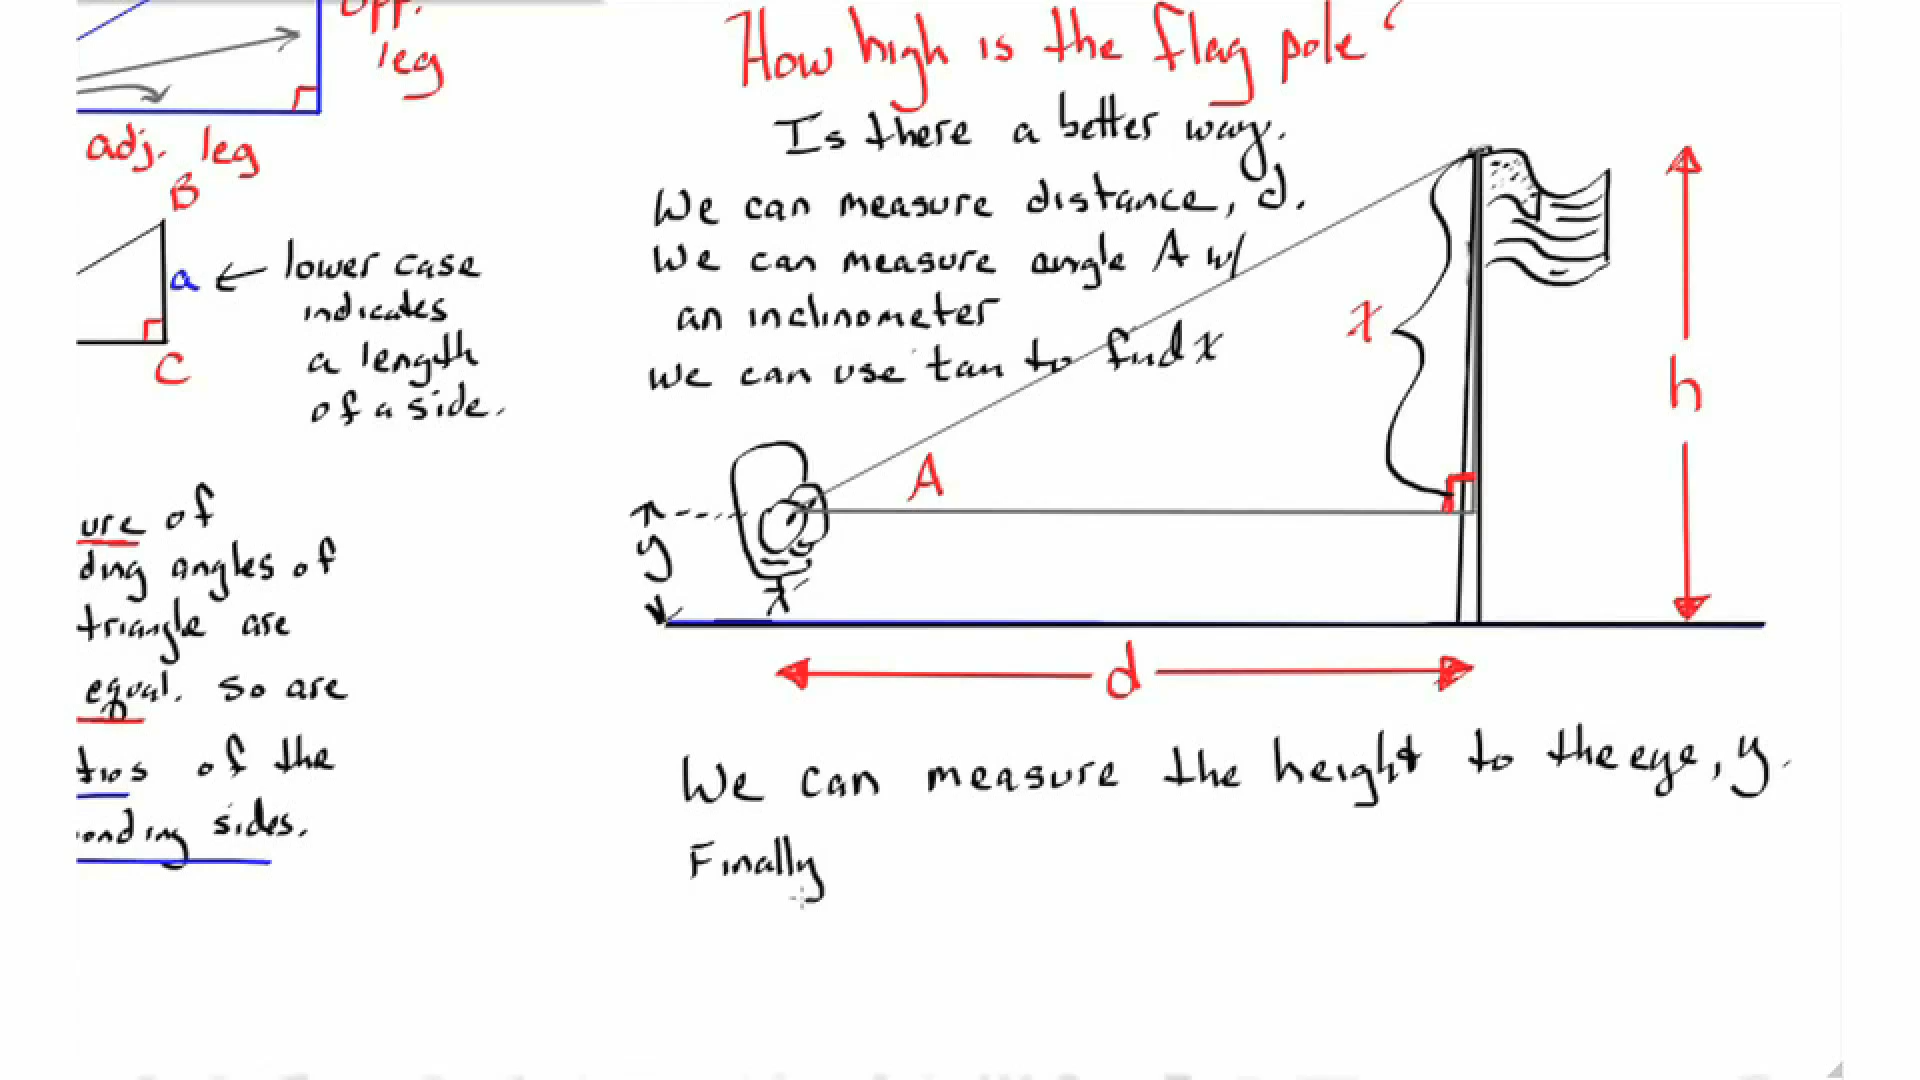 opp.
leg
adj. leg
B
a ← lower case
indicates
a length
of a side.
C
ure of
ding angles of
triangle are
equal. so are
tios of the
onding sides.
How high is the flag pole?
Is there a better way.
We can measure distance, d.
We can measure angle A w/
an inclinometer
we can use tan to find x
x
h
A
y
d
We can measure the height to the eye, y.
Finally